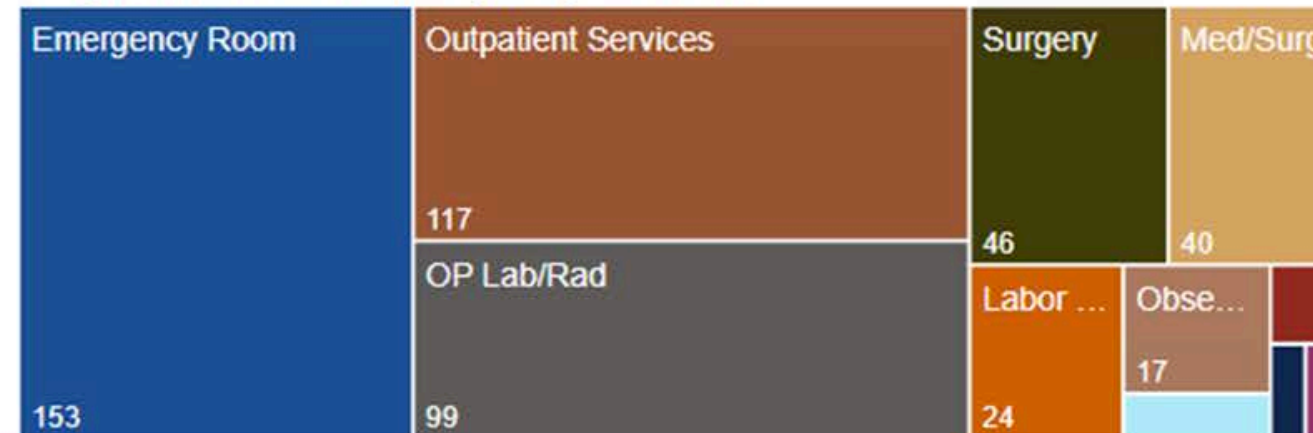 Emergency Room
153
Outpatient Services
117
OP Lab/Rad
99
Surgery
46
Med/Surg
40
Labor ...
24
Obse...
17